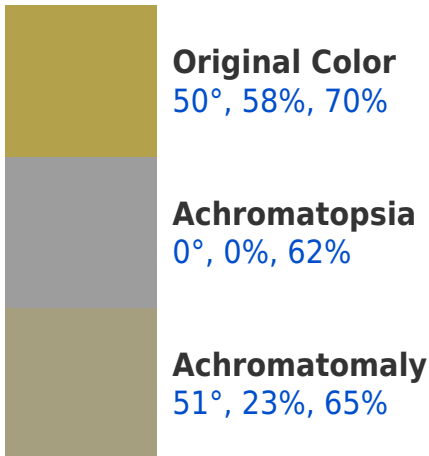 Original Color
50°, 58%, 70%
Achromatopsia
0°, 0%, 62%
Achromatomaly
51°, 23%, 65%